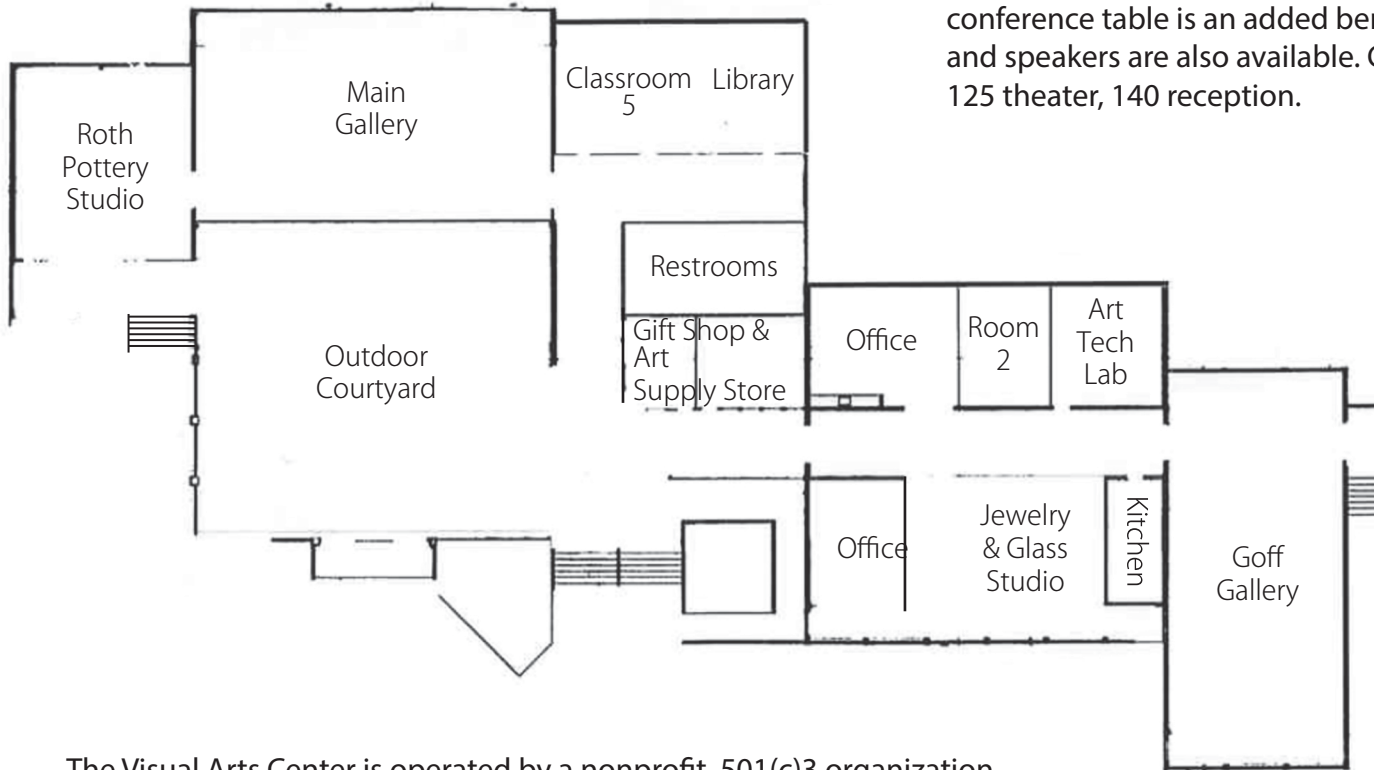 conference table is an added
and speakers are also available.
125 theater, 140 reception.
Main
Gallery
Classroom
5
Library
Roth
Pottery
Studio
Restrooms
Gift Shop &
Art
Supply Store
Office
Room
2
Art
Tech
Lab
Outdoor
Courtyard
Office
Jewelry
& Glass
Studio
Kitchen
Goff
Gallery
The Visual Arts Center is operated by a nonprofit, 501(c)3 organization